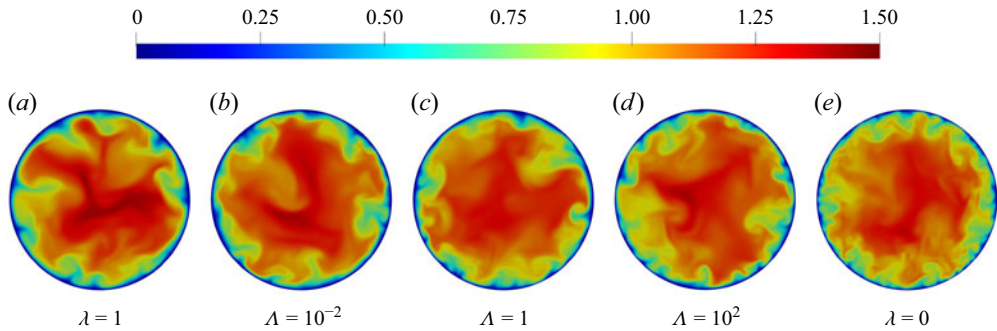 0 0.25 0.50 0.75 1.00 1.25 1.50
(a) (b) (c) (d) (e)
λ = 1 Λ = 10⁻² Λ = 1 Λ = 10² λ = 0